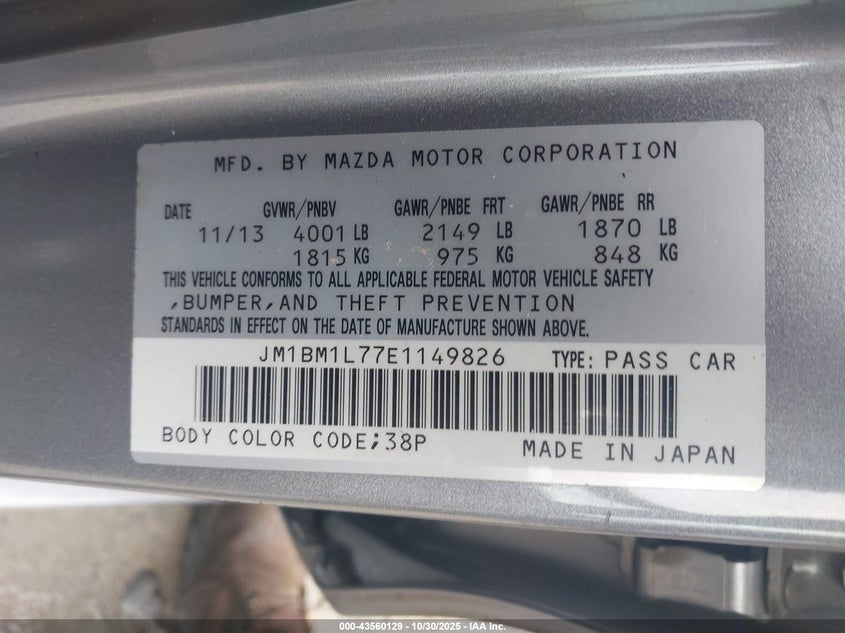 MFD. BY MAZDA MOTOR CORPORATION
DATE GVWR/PNBV GAWR/PNBE FRT GAWR/PNBE RR
11/13 4001 LB 2149 LB 1870 LB
1815 KG 975 KG 848 KG
THIS VEHICLE CONFORMS TO ALL APPLICABLE FEDERAL MOTOR VEHICLE SAFETY
,BUMPER,AND THEFT PREVENTION
STANDARDS IN EFFECT ON THE DATE OF MANUFACTURE SHOWN ABOVE.
JM1BM1L77E1149826 TYPE: PASS CAR
BODY COLOR CODE;38P MADE IN JAPAN
000-43560129 - 10/30/2025 - IAA Inc.